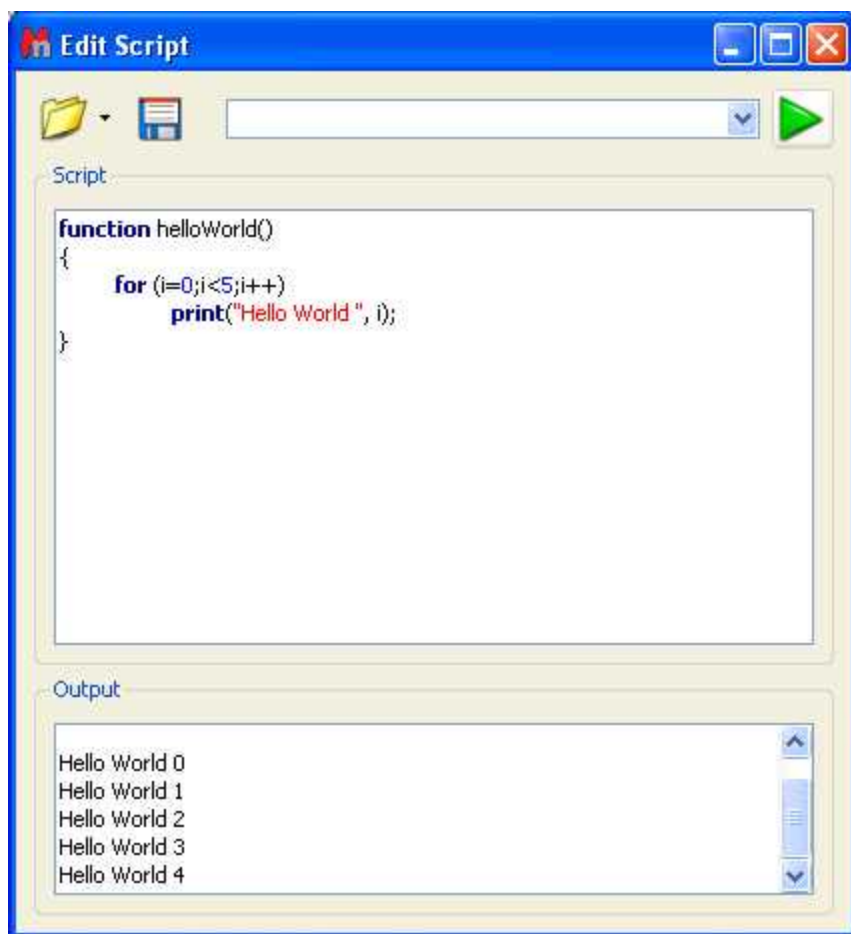 Edit Script
Script
function helloWorld()
{
for (i=0;i<5;i++)
print("Hello World ", i);
}
Output
Hello World 0
Hello World 1
Hello World 2
Hello World 3
Hello World 4